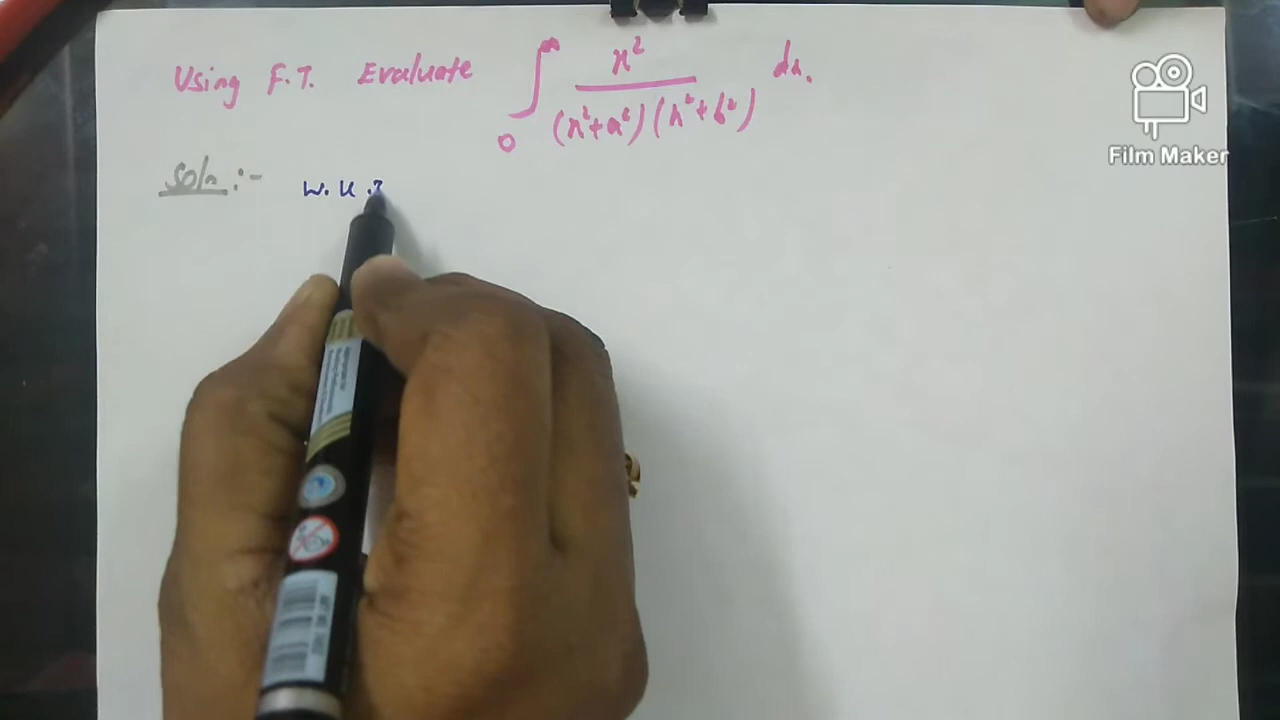 Using F.T. Evaluate ∫₀^∞ x² / (x²+a²)(x²+b²) dx.
Soln :- W.K.T
Film Maker